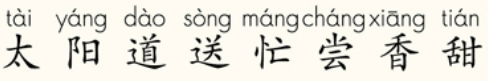 tài yáng dào sòng máng cháng xiāng tián
太 阳 道 送 忙 尝 香 甜